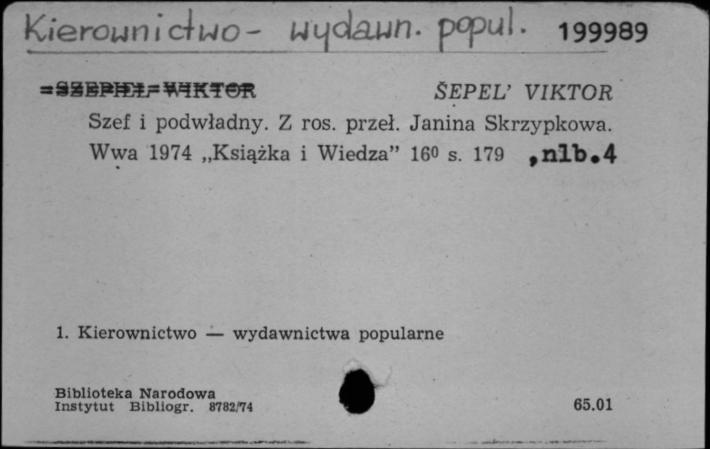 Kierownictwo - wydawn. popul. 199989
SZEPIEL WIKTOR ŠEPEL’ VIKTOR
Szef i podwładny. Z ros. przeł. Janina Skrzypkowa.
Wwa 1974 „Książka i Wiedza” 16⁰ s. 179 ,nlb.4
1. Kierownictwo — wydawnictwa popularne
Biblioteka Narodowa
Instytut Bibliogr. 8782/74 65.01